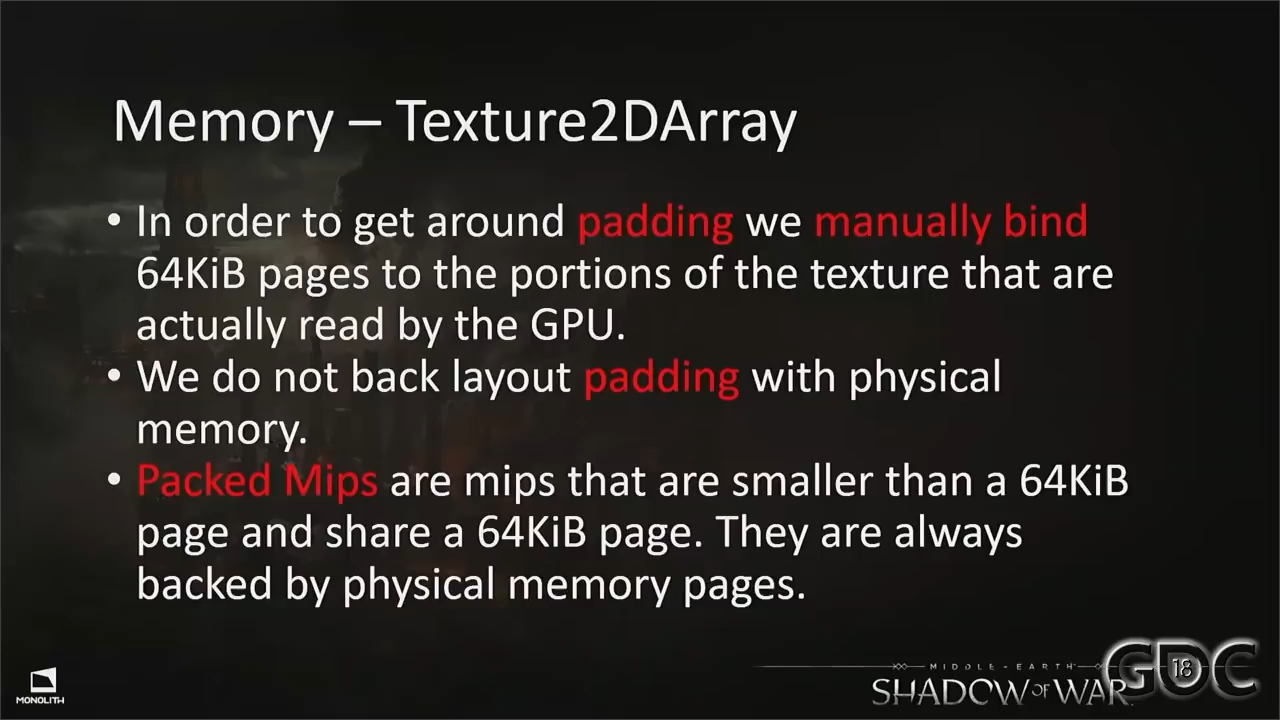 Memory – Texture2DArray
• In order to get around padding we manually bind
64KiB pages to the portions of the texture that are
actually read by the GPU.
• We do not back layout padding with physical
memory.
• Packed Mips are mips that are smaller than a 64KiB
page and share a 64KiB page. They are always
backed by physical memory pages.
MONOLITH
MIDDLE-EARTH
SHADOW OF WAR
GDC
18